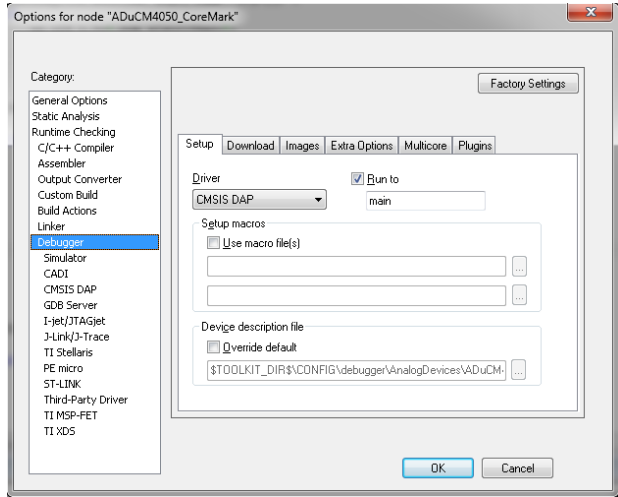 Options for node "ADuCM4050_CoreMark"
Category:
General Options
Static Analysis
Runtime Checking
C/C++ Compiler
Assembler
Output Converter
Custom Build
Build Actions
Linker
Debugger
Simulator
CADI
CMSIS DAP
GDB Server
I-jet/JTAGjet
J-Link/J-Trace
TI Stellaris
PE micro
ST-LINK
Third-Party Driver
TI MSP-FET
TI XDS
Factory Settings
Setup Download Images Extra Options Multicore Plugins
Driver Run to
CMSIS DAP main
Setup macros
Use macro file(s)
...
...
Device description file
Override default
$TOOLKIT_DIR$\CONFIG\debugger\AnalogDevices\ADuCM ...
OK Cancel